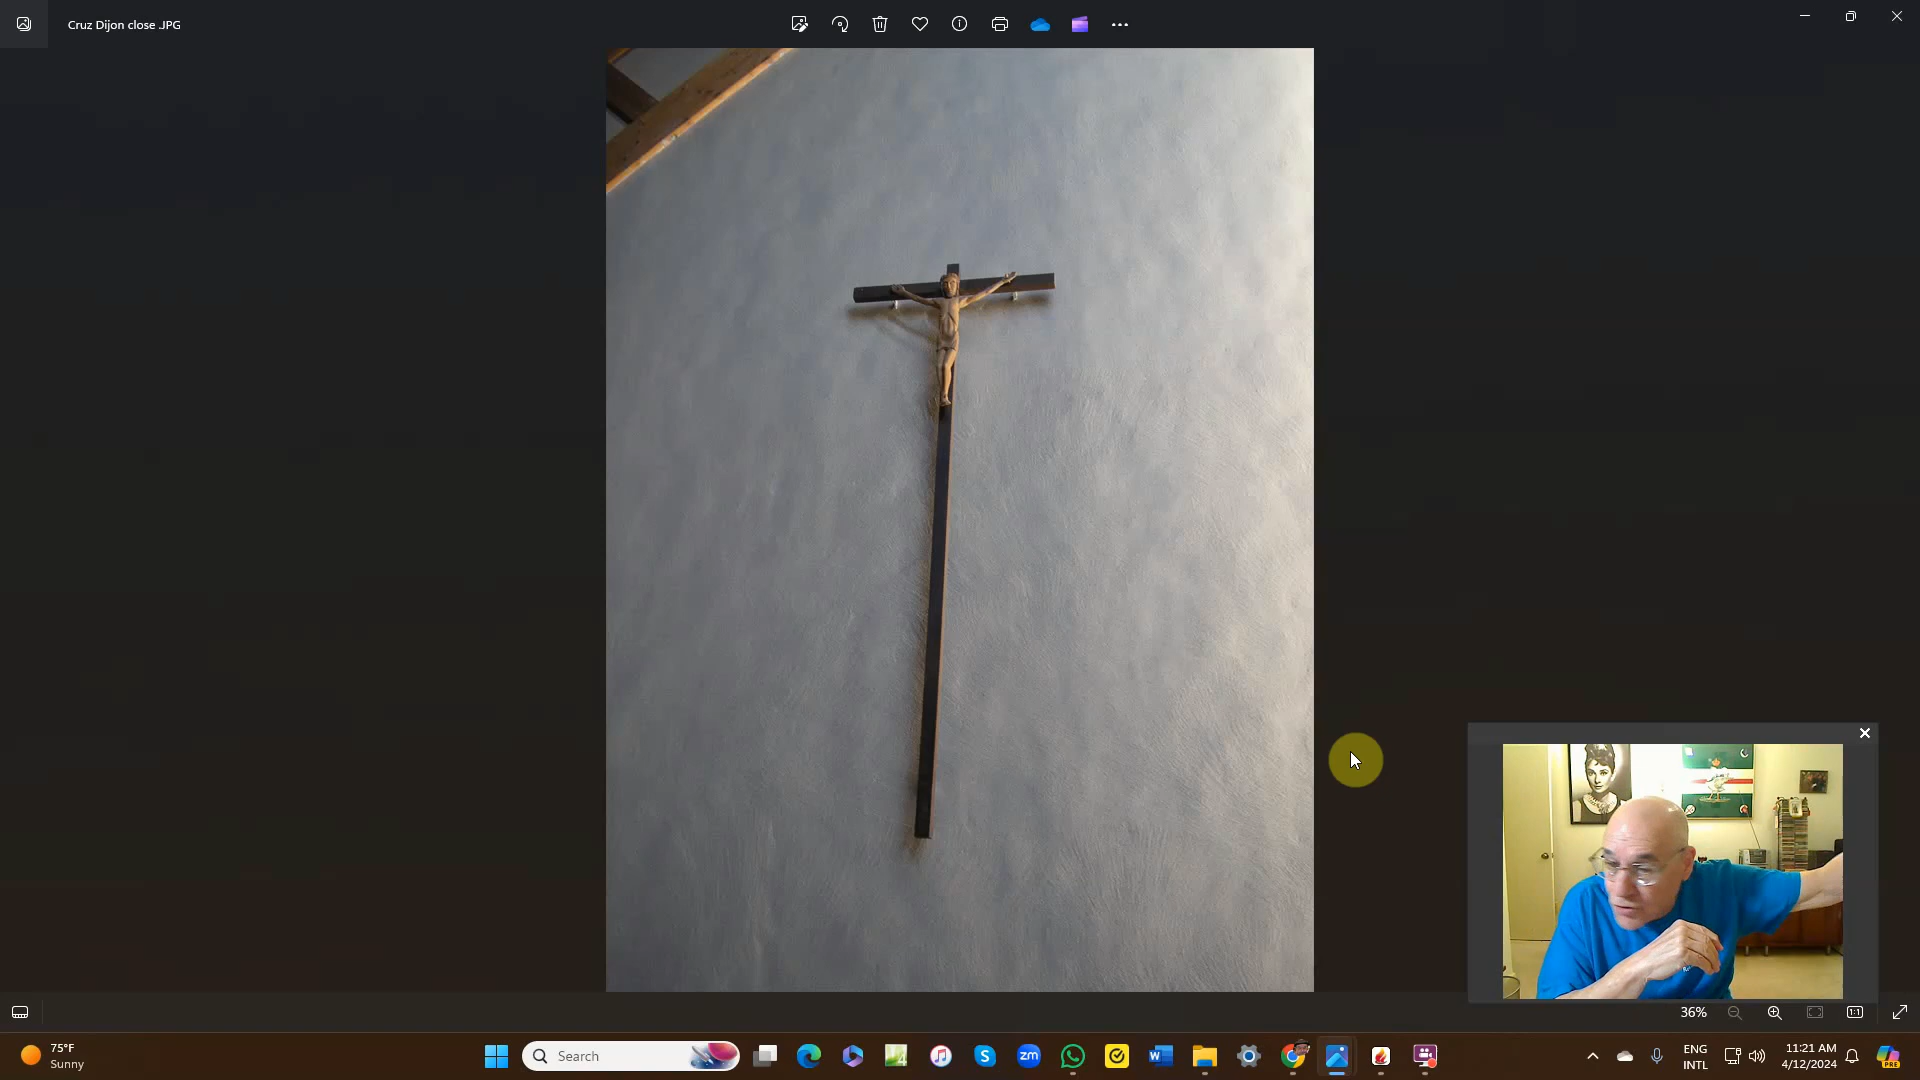 Cruz Dijon close .JPG
36%
75°F
Sunny
Search
ENG
INTL
11:21 AM
4/12/2024